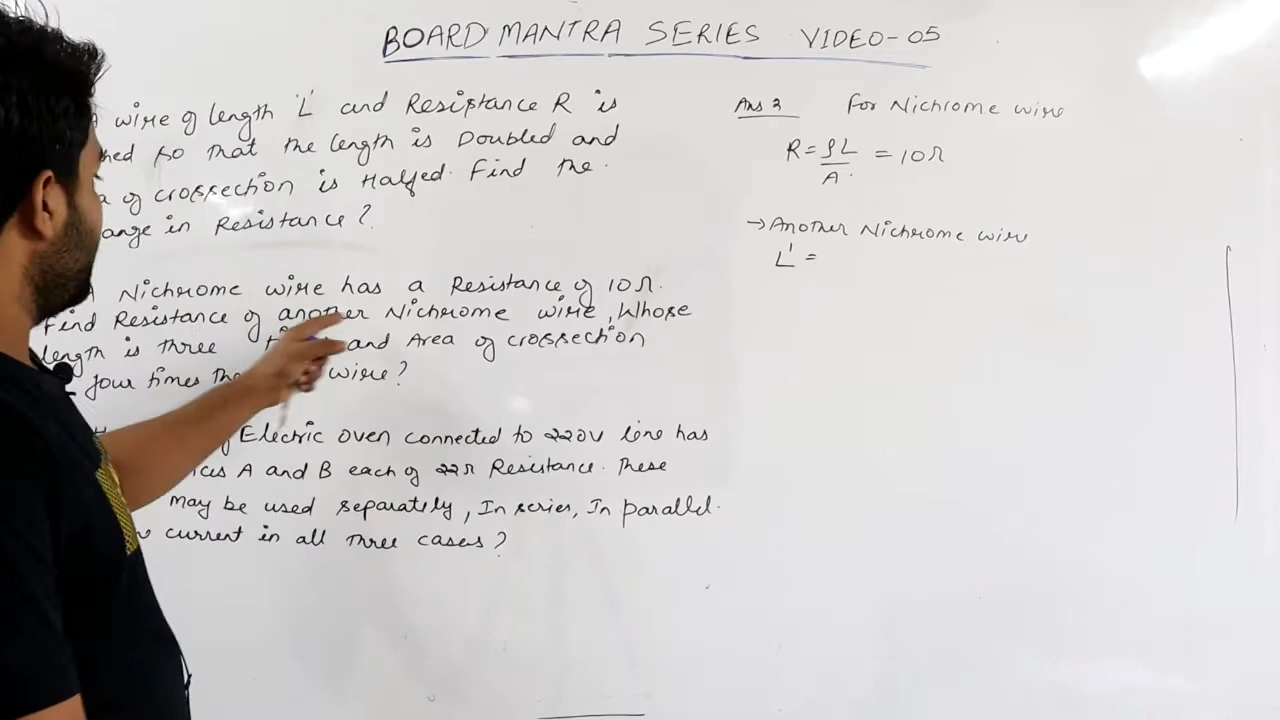 BOARD MANTRA SERIES VIDEO-05
wire of length 'L' and Resistance R is
so that the length is Doubled and
of crossection is Halfed. Find the
in Resistance?
A Nichrome wire has a Resistance of 10Ω.
Find Resistance of another Nichrome wire, Whose
length is three and Area of crossection
four times the wire?
Electric oven connected to 220V line has
A and B each of 22Ω Resistance. These
may be used separately, In series, In parallel.
current in all three cases?
Ans 2 For Nichrome wire
R = ρL/A = 10Ω
→ Another Nichrome wire
L' =